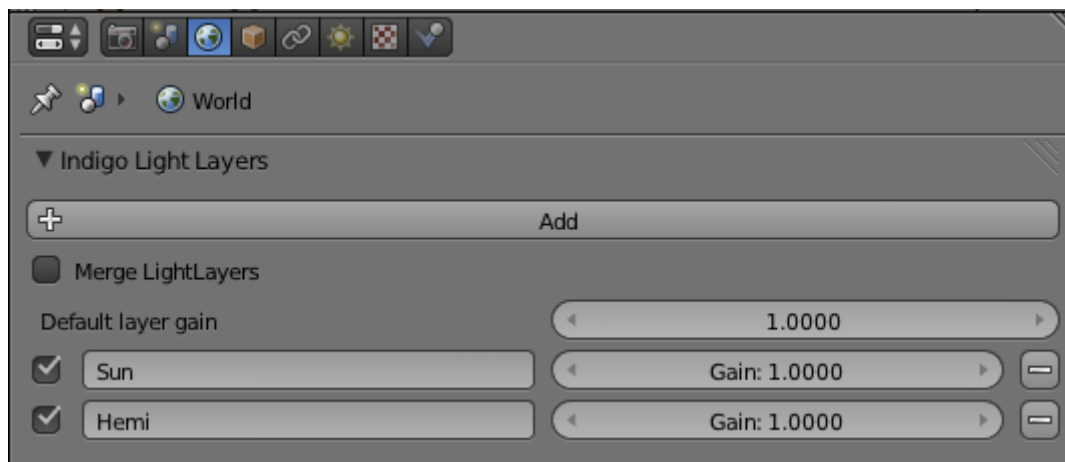 World
Indigo Light Layers
Add
Merge LightLayers
Default layer gain 1.0000
Sun Gain: 1.0000
Hemi Gain: 1.0000